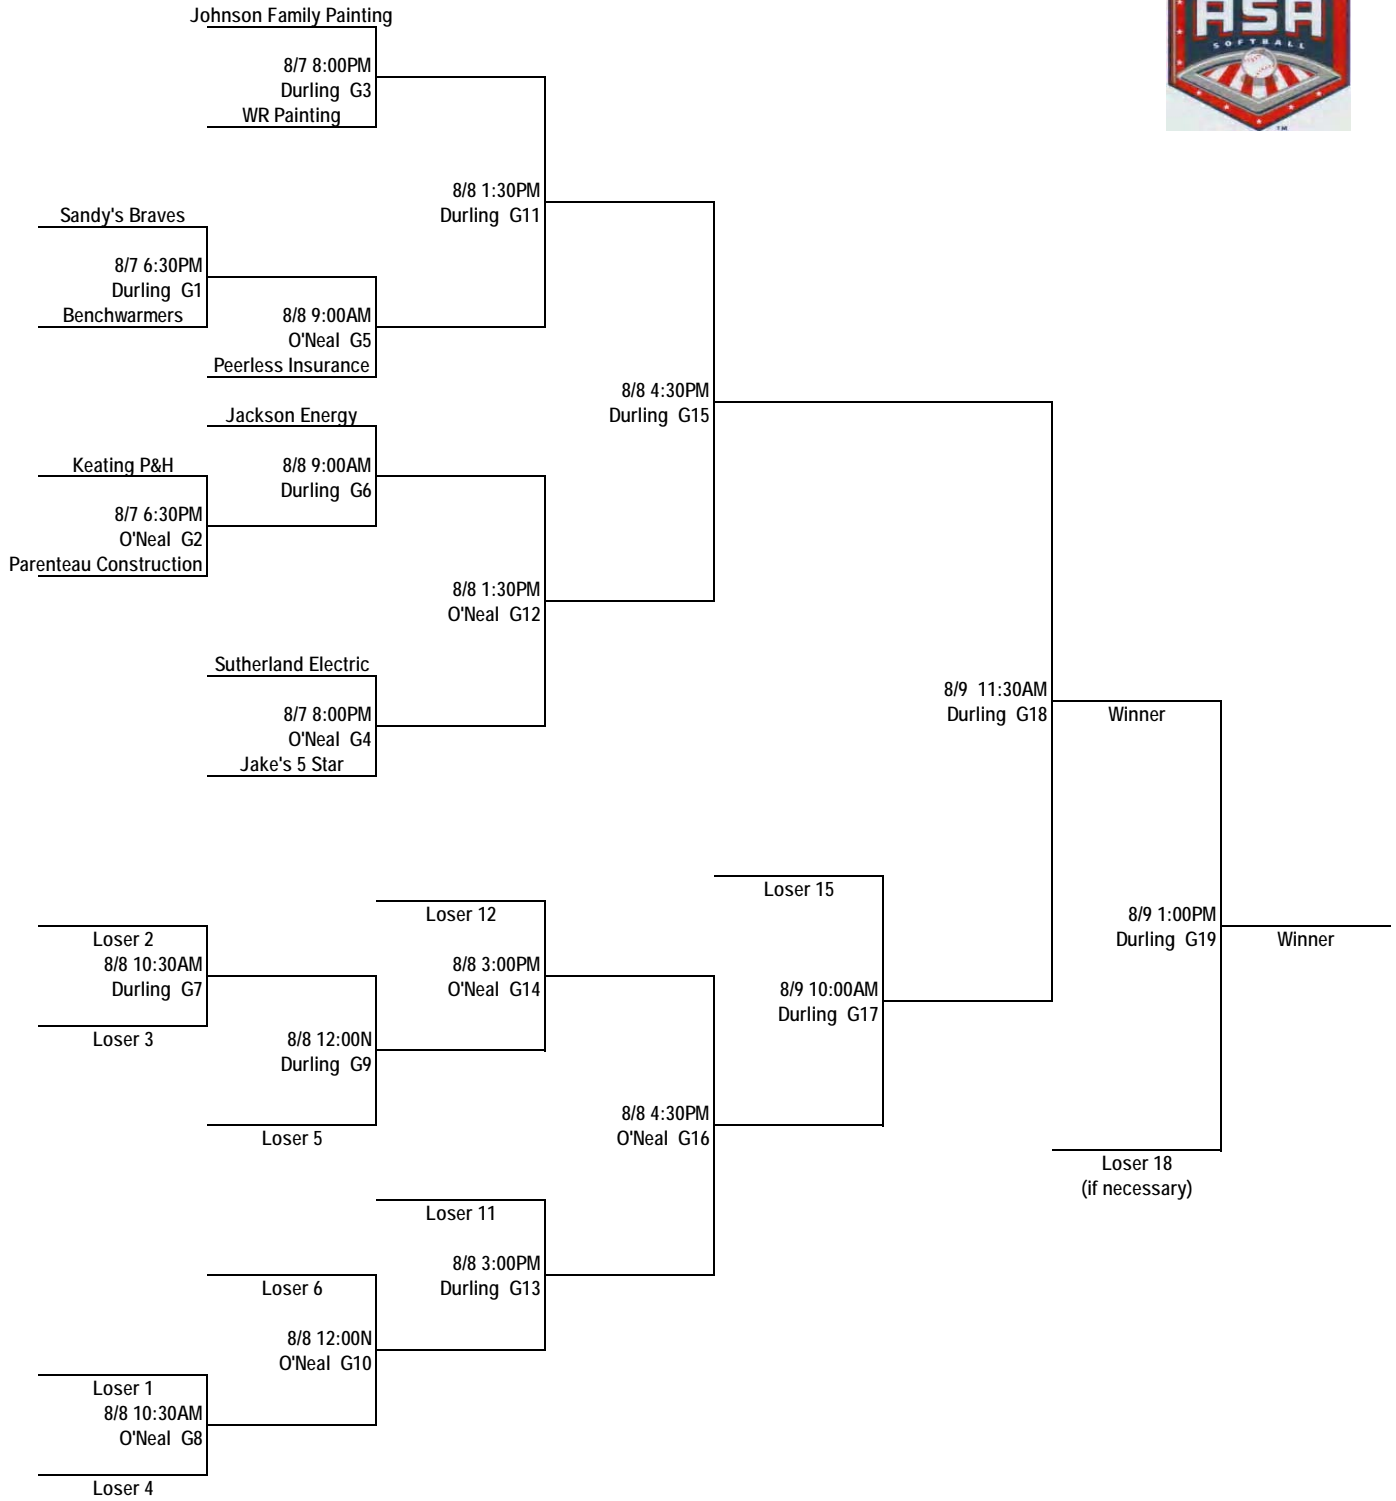 Johnson Family Painting
8/7 8:00PM
Durling G3
WR Painting
ASA
SOFTBALL
TM
8/8 1:30PM
Durling G11
Sandy's Braves
8/7 6:30PM
Durling G1
Benchwarmers
8/8 9:00AM
O'Neal G5
Peerless Insurance
8/8 4:30PM
Durling G15
Jackson Energy
Keating P&H
8/8 9:00AM
Durling G6
8/7 6:30PM
O'Neal G2
Parenteau Construction
8/8 1:30PM
O'Neal G12
Sutherland Electric
8/7 8:00PM
O'Neal G4
Jake's 5 Star
8/9 11:30AM
Durling G18
Winner
Loser 15
Loser 12
Loser 2
8/8 10:30AM
Durling G7
Loser 3
8/8 3:00PM
O'Neal G14
8/9 10:00AM
Durling G17
8/9 1:00PM
Durling G19
Winner
8/8 12:00N
Durling G9
Loser 5
8/8 4:30PM
O'Neal G16
Loser 18
(if necessary)
Loser 11
8/8 3:00PM
Durling G13
Loser 6
8/8 12:00N
O'Neal G10
Loser 1
8/8 10:30AM
O'Neal G8
Loser 4